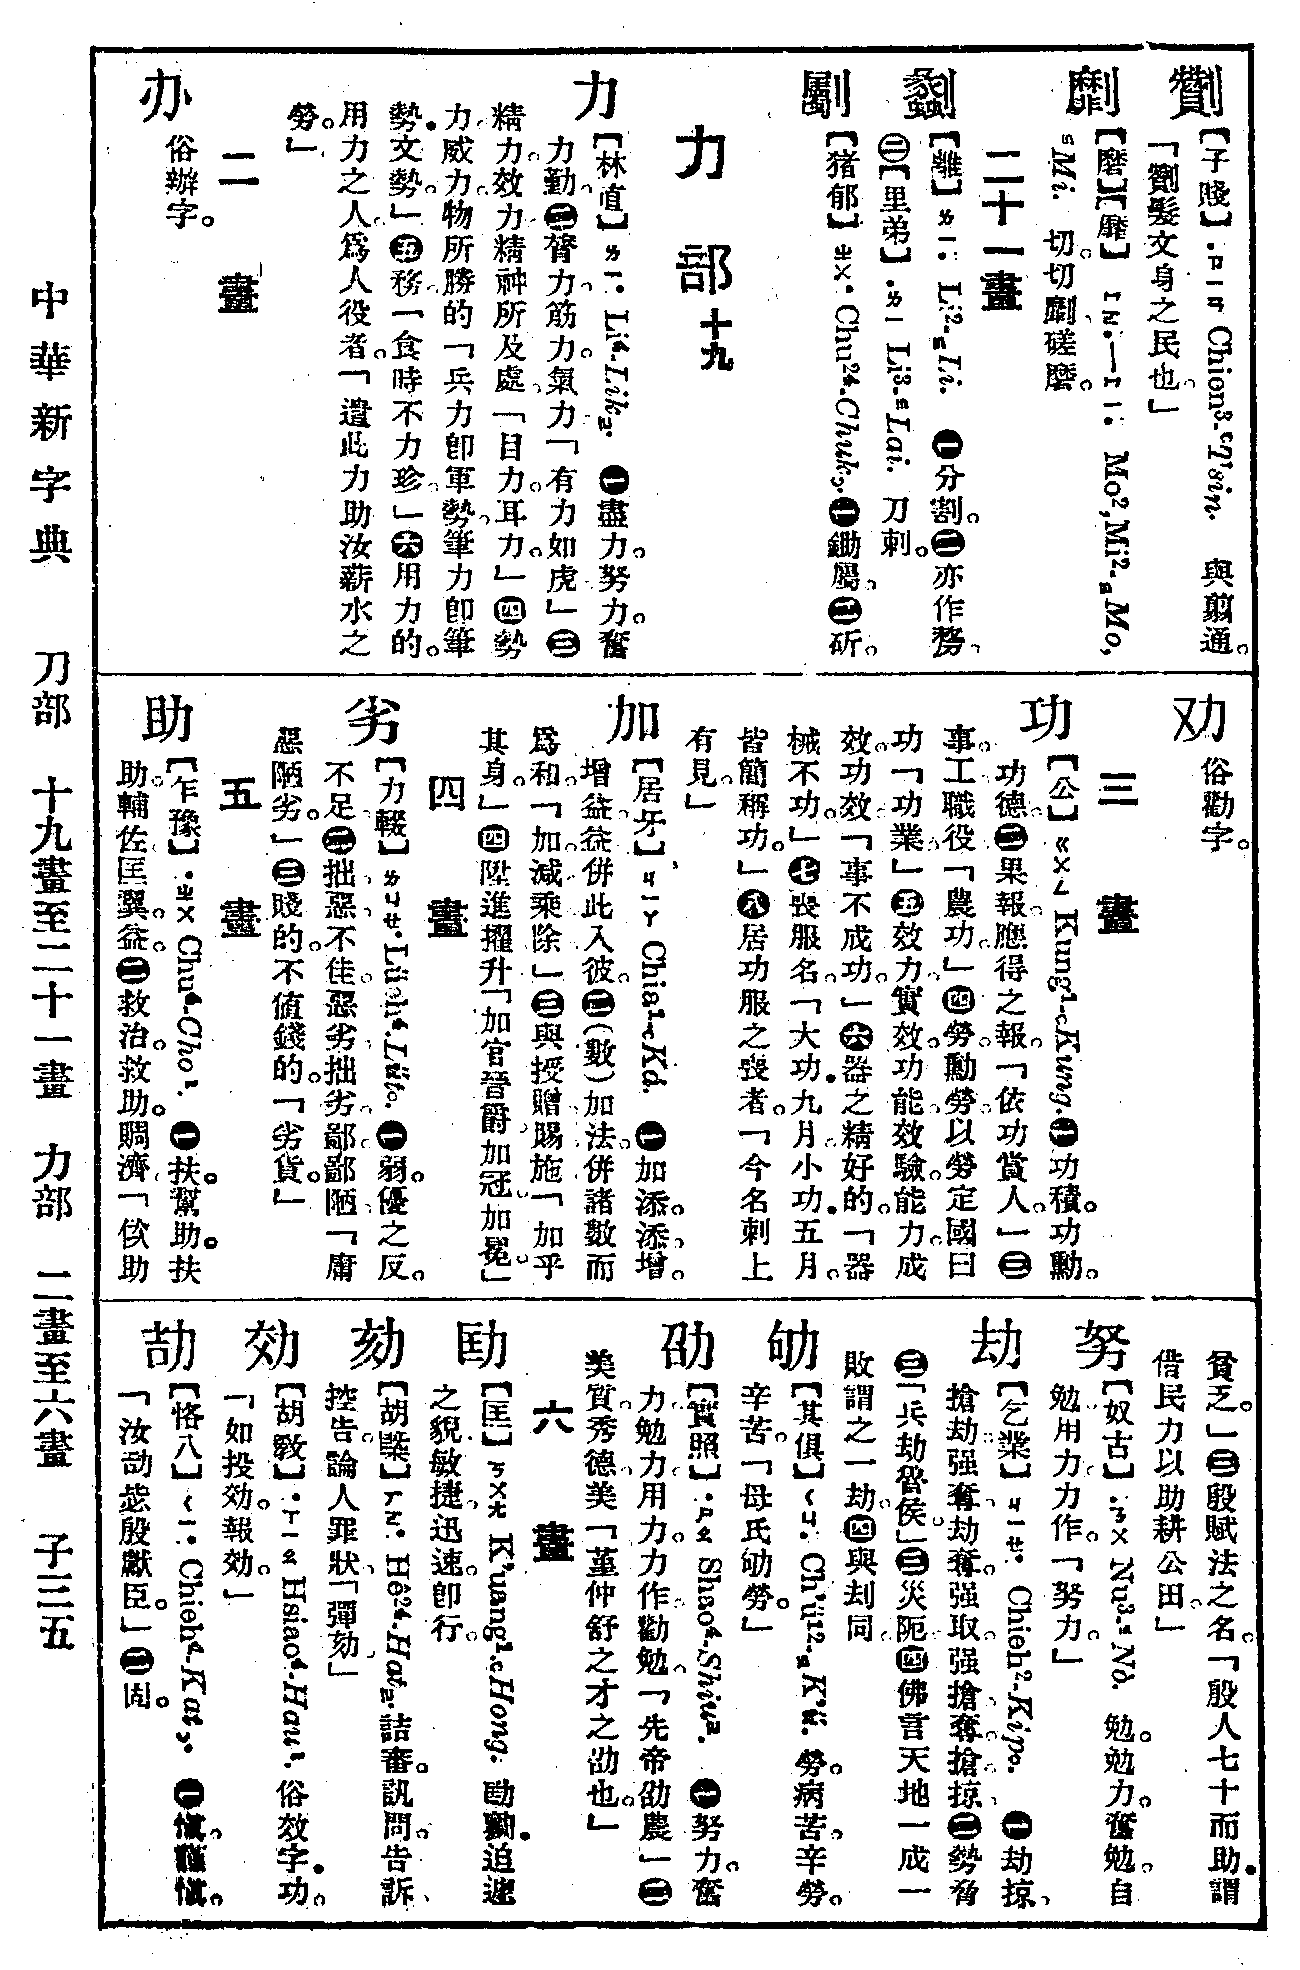 劗
【子賤】·ㄗㄧㄢ Chion³.ᶜTsin. 與翦通。
「劗髮文身之民也。」
劘
【磨】【靡】 Mo²,Mi²-Mo,
Mi. 切。切劘。磋磨。
二十一畫
劙
【離】ㄌㄧ: Li²-Li. ㊀分割。㊁亦作㓯、
㊁【里弟】·ㄌㄧ Li³-Lai. 刀刺。
劚
【猪郁】ㄓㄨ· Chu²⁴-Chuk, ㊀鋤屬。㊁斫。
力部十九
力
【林直】ㄌㄧ· Li⁴-Lik. ㊀盡力。努力。奮
力。勤。㊁膂力。筋力。氣力「有力如虎」㊂
精力。效力精神所及處「目力。耳力。」㊃勢
力威力。物所勝的「兵力卽軍勢。筆力卽筆
勢。文勢。」㊄務「食時不力珍。」㊅用力的。
用力之人。爲人役者。「遣此力助汝薪水之
勞。」
二畫
办
俗辦字。
劝
俗勸字。
三畫
功
【公】ㄍㄨㄥ Kung¹-Kung. ㊀功積。功勳。
功德。㊁果報。應得之報。「依功賞人。」㊂
事。工職役「農功。」㊃勞。勳勞。以勞定國曰
功「功業」㊄效力。實效。功能。效驗。能力。成
效。功效「事不成功。」㊅器之精好的。「器
械不功。」㊆喪服名。「大功。九月。小功。五月。
皆簡稱功。」㊇居功服之喪者。「今名刺上
有見。」
加
【居牙】ㄐㄧㄚ Chia¹-Ka. ㊀加添。添增。
增益。益。併此入彼。㊁(數)加法。併諸數而
爲和「加減乘除」㊂與。授。贈。賜。施「加乎
其身。」㊃陞。進。擢升「加官晉爵。加冠。加冕。」
四畫
劣
【力輟】ㄌㄩㄝ· Lüeh⁴.Lüto. ㊀弱。優之反。
不足。㊁拙。惡。不佳。惡劣。拙劣。鄙。鄙陋「庸
惡陋劣。」㊂賤的。不値錢的。「劣貨。」
五畫
助
【乍豫】·ㄓㄨ Chu⁴-Cho². ㊀扶。幫助。扶
助。輔佐。匡翼。益。㊁救治。救助。賙濟「佽助
貧乏。」㊂殷賦法之名。「殷人七十而助。謂
借民力以助耕公田。」
努
【奴古】·ㄋㄨ Nu³-No. 勉。勉力。奮勉。自
勉。用力。力作。「努力。」
劫
【乞業】ㄐㄧㄝ· Chieh²-Kipo. ㊀劫掠、
搶劫。强奪。劫奪。强取。强搶。奪。搶掠。㊁勢脅
㊂「兵劫魯侯。」㊂災阨㊃佛言天地一成一
敗謂之一劫。㊃與刦同
劬
【其俱】ㄑㄩ: Ch'ü¹²-K'ü. 勞。病苦。辛勞。
辛苦。「母氏劬勞。」
劭
【實照】·ㄕㄠ Shao⁴-Shiu². ㊀努力。奮
力。勉力。用力。力作。勸勉。「先帝劭農」㊁
美質。秀德。美「董仲舒之才之劭也。」
六畫
劻
【匡】ㄎㄨㄤ K'uang¹-Hong. 劻勷。迫遽
之貌。敏捷。迅速。卽行。
劾
【胡槩】ㄏㄜ· Hê²⁴-Hat. 詰審。訊問。告訴
控告。論人罪狀「彈劾」
効
【胡敎】·ㄒㄧㄠ Hsiao⁴-Hau². 俗效字。功。
「如投効。報効。」
劼
【恪八】ㄑㄧ· Chieh⁴-Kat. ㊀愼。謹愼。
「汝劼毖殷獻臣。」㊁固。
中華新字典 刀部 十九畫至二十一畫 力部 二畫至六畫 子三五